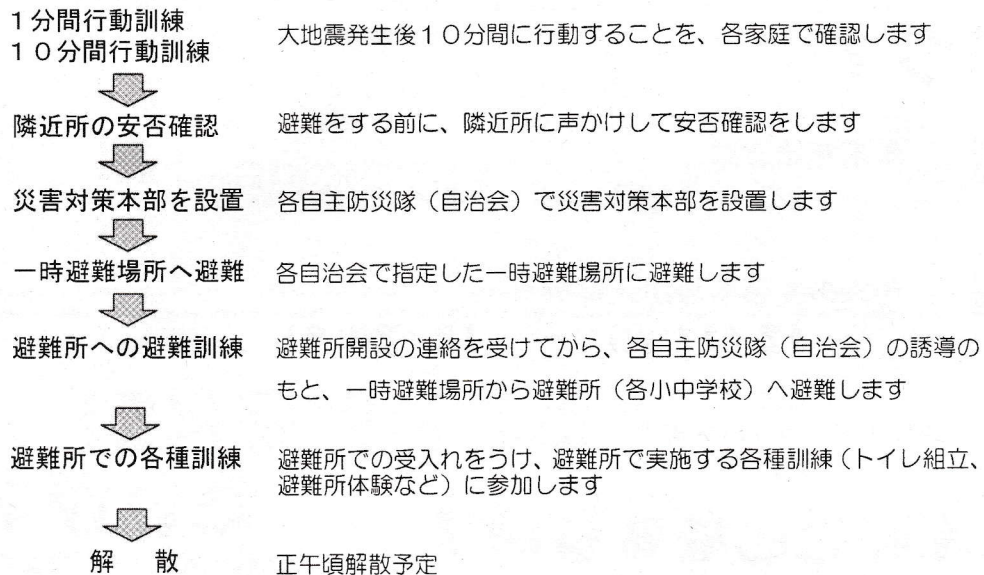 １分間行動訓練
１０分間行動訓練
大地震発生後１０分間に行動することを、各家庭で確認します
隣近所の安否確認
避難をする前に、隣近所に声かけして安否確認をします
災害対策本部を設置
各自主防災隊（自治会）で災害対策本部を設置します
一時避難場所へ避難
各自治会で指定した一時避難場所に避難します
避難所への避難訓練
避難所開設の連絡を受けてから、各自主防災隊（自治会）の誘導の
もと、一時避難場所から避難所（各小中学校）へ避難します
避難所での各種訓練
避難所での受入れをうけ、避難所で実施する各種訓練（トイレ組立、
避難所体験など）に参加します
解　散
正午頃解散予定